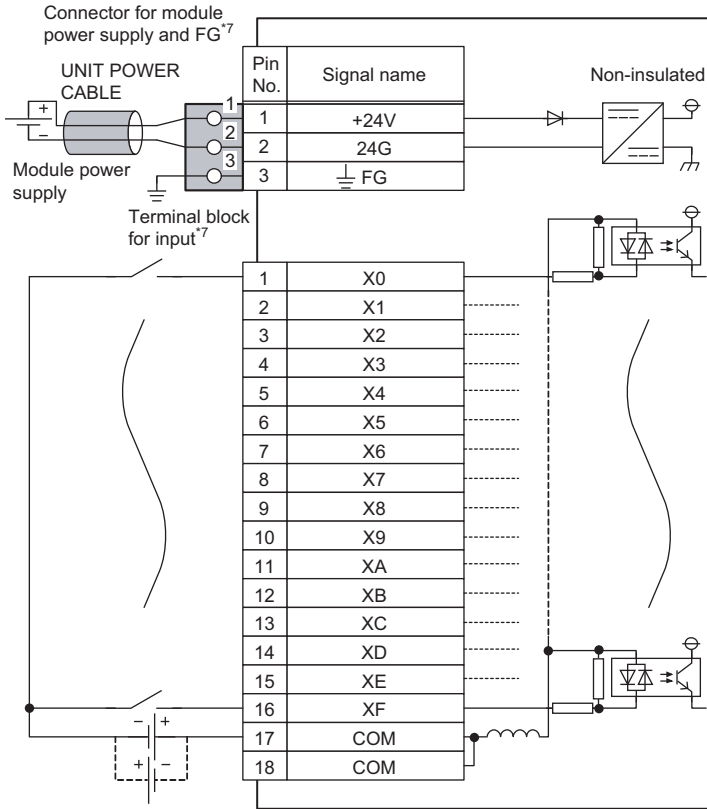 Connector for module
power supply and FG*7
UNIT POWER
CABLE
+
−
Module power
supply
1
2
3
Pin
No.
Signal name
1 +24V
2 24G
3 FG
Non-insulated
Terminal block
for input*7
1 X0
2 X1
3 X2
4 X3
5 X4
6 X5
7 X6
8 X7
9 X8
10 X9
11 XA
12 XB
13 XC
14 XD
15 XE
16 XF
17 COM
18 COM
− +
+ −